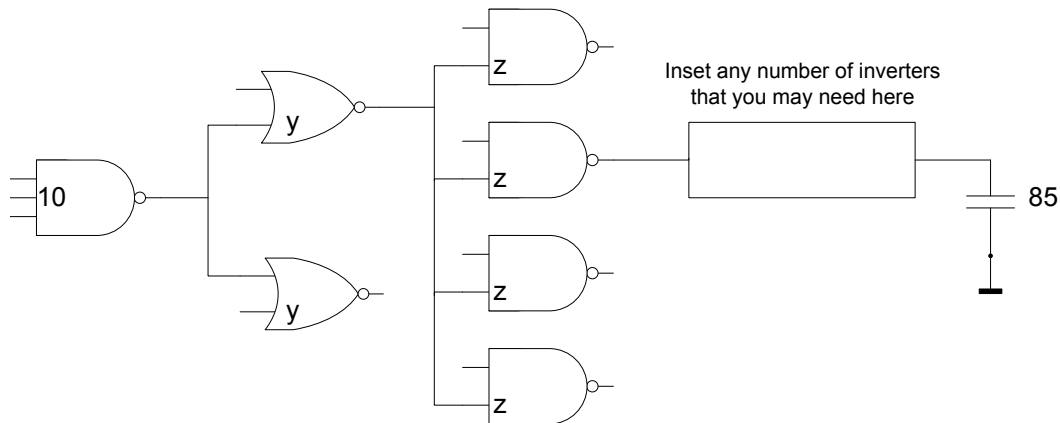 z
Inset any number of inverters
that you may need here
y
z
10
85
z
y
z